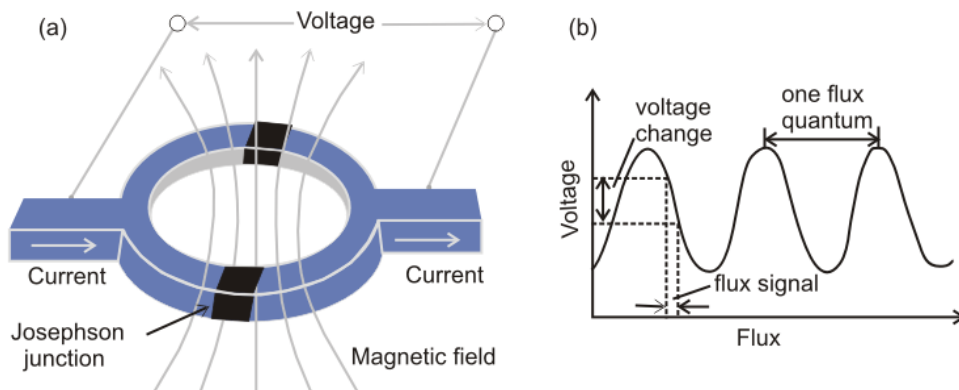 (a)
Voltage
Current
Current
Josephson
junction
Magnetic field
(b)
voltage
change
one flux
quantum
Voltage
flux signal
Flux